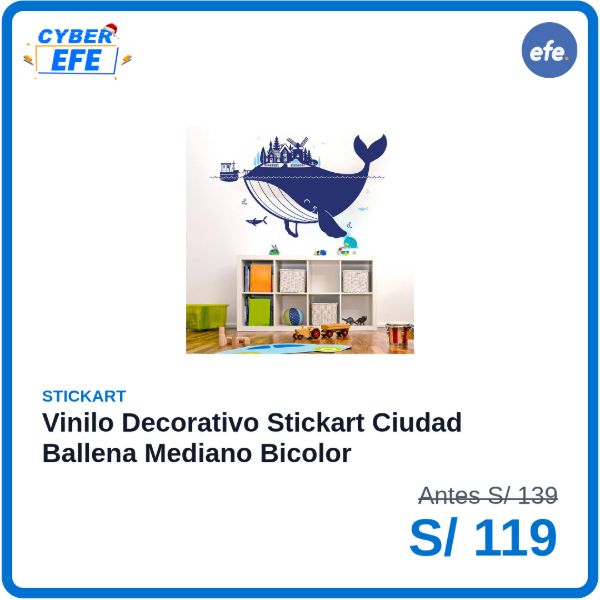 CYBER
EFE
efe.
STICKART
Vinilo Decorativo Stickart Ciudad
Ballena Mediano Bicolor
Antes S/ 139
S/ 119